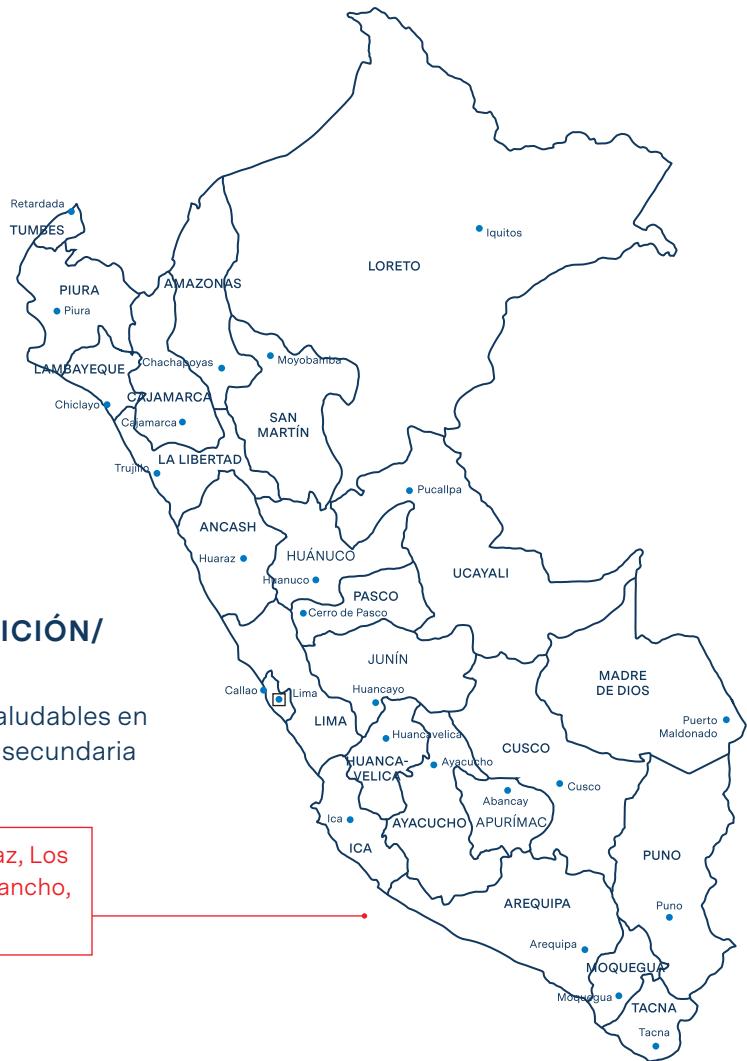 Retardada
TUMBES
Iquitos
LORETO
AMAZONAS
PIURA
Piura
Moyobamba
Chachapoyas
LAMBAYEQUE
CAJAMARCA
Chiclayo
Cajamarca
SAN
MARTÍN
LA LIBERTAD
Trujillo
Pucallpa
ANCASH
HUÁNUCO
Huaraz
UCAYALI
Huanuco
PASCO
Cerro de Pasco
ICIÓN/
JUNÍN
MADRE
DE DIOS
Callao
Lima
Huancayo
aludables en
LIMA
Puerto
Maldonado
Huancavelica
secundaria
CUSCO
HUANCA-
VELICA
Ayacucho
Cusco
Abancay
Ica
AYACUCHO
APURÍMAC
az, Los
ICA
PUNO
ancho,
AREQUIPA
Puno
Arequipa
MOQUEGUA
Moquegua
TACNA
Tacna